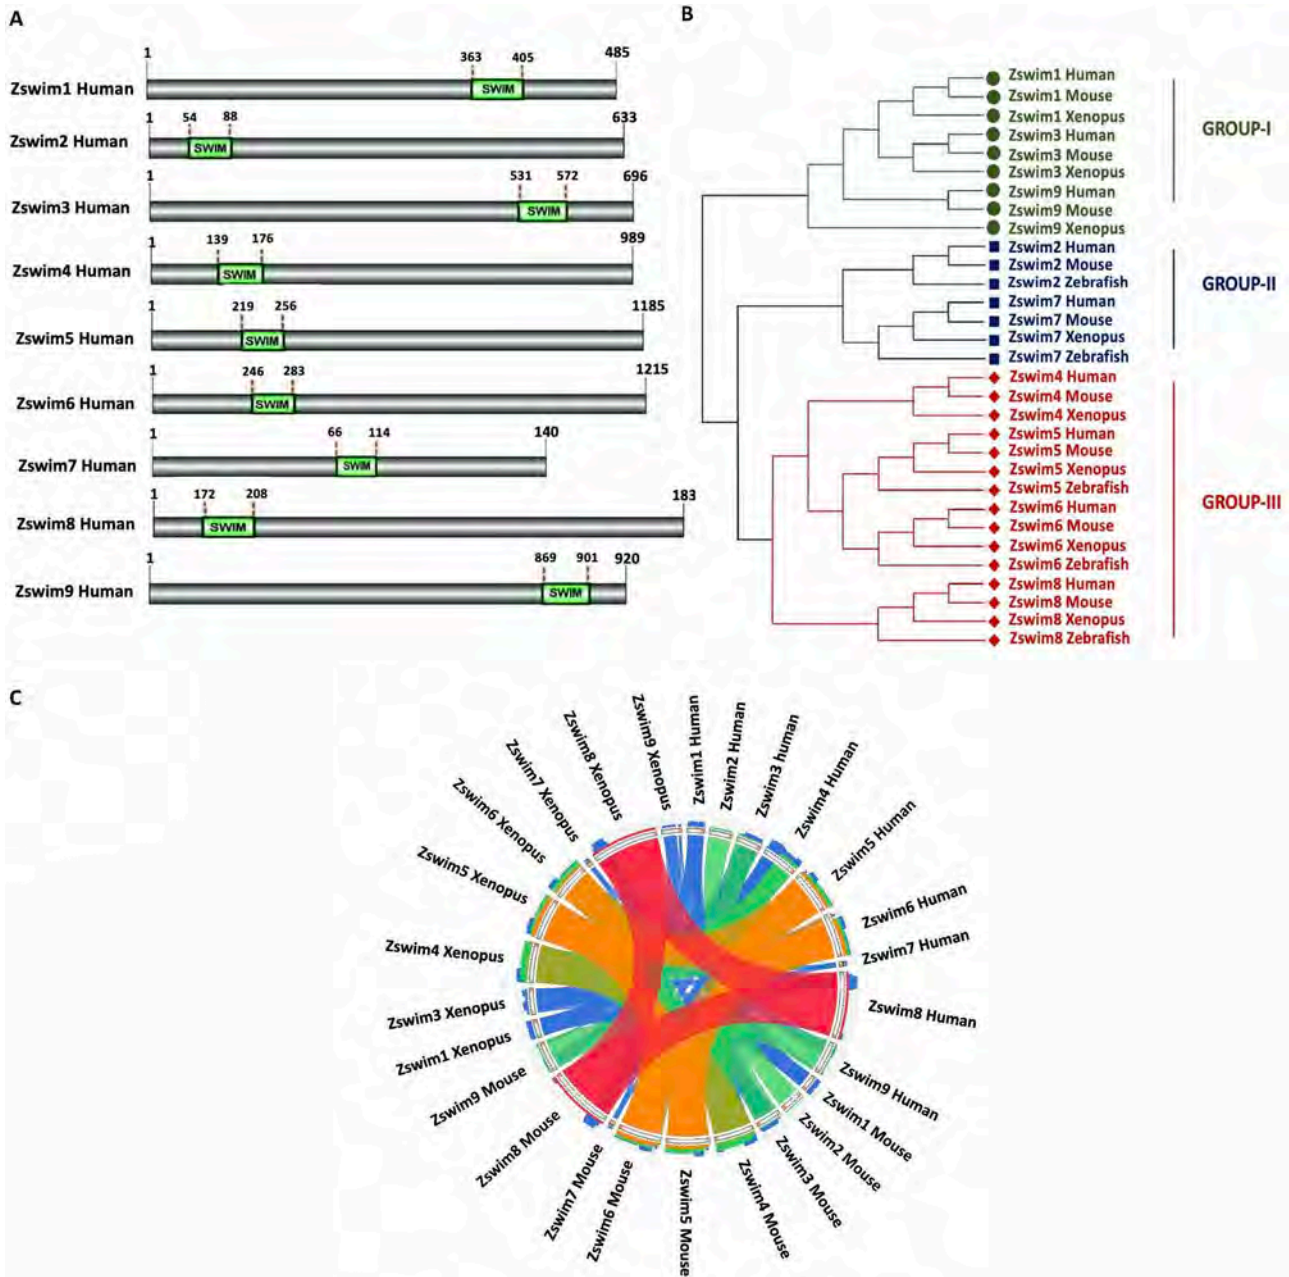 A
1 363 405 485
Zswim1 Human SWIM
1 54 88 633
Zswim2 Human SWIM
1 531 572 696
Zswim3 Human SWIM
1 139 176 989
Zswim4 Human SWIM
1 219 256 1185
Zswim5 Human SWIM
1 246 283 1215
Zswim6 Human SWIM
1 66 114 140
Zswim7 Human SWIM
1 172 208 183
Zswim8 Human SWIM
1 869 901 920
Zswim9 Human SWIM
B
Zswim1 Human
Zswim1 Mouse
Zswim1 Xenopus
Zswim3 Human
Zswim3 Mouse
Zswim3 Xenopus
Zswim9 Human
Zswim9 Mouse
Zswim9 Xenopus
GROUP-I
Zswim2 Human
Zswim2 Mouse
Zswim2 Zebrafish
Zswim7 Human
Zswim7 Mouse
Zswim7 Xenopus
Zswim7 Zebrafish
GROUP-II
Zswim4 Human
Zswim4 Mouse
Zswim4 Xenopus
Zswim5 Human
Zswim5 Mouse
Zswim5 Xenopus
Zswim5 Zebrafish
Zswim6 Human
Zswim6 Mouse
Zswim6 Xenopus
Zswim6 Zebrafish
Zswim8 Human
Zswim8 Mouse
Zswim8 Xenopus
Zswim8 Zebrafish
GROUP-III
C
Zswim1 Human
Zswim2 Human
Zswim3 human
Zswim4 Human
Zswim5 Human
Zswim6 Human
Zswim7 Human
Zswim8 Human
Zswim9 Human
Zswim1 Mouse
Zswim2 Mouse
Zswim3 Mouse
Zswim4 Mouse
Zswim5 Mouse
Zswim6 Mouse
Zswim7 Mouse
Zswim8 Mouse
Zswim9 Mouse
Zswim1 Xenopus
Zswim3 Xenopus
Zswim4 Xenopus
Zswim5 Xenopus
Zswim6 Xenopus
Zswim7 Xenopus
Zswim8 Xenopus
Zswim9 Xenopus